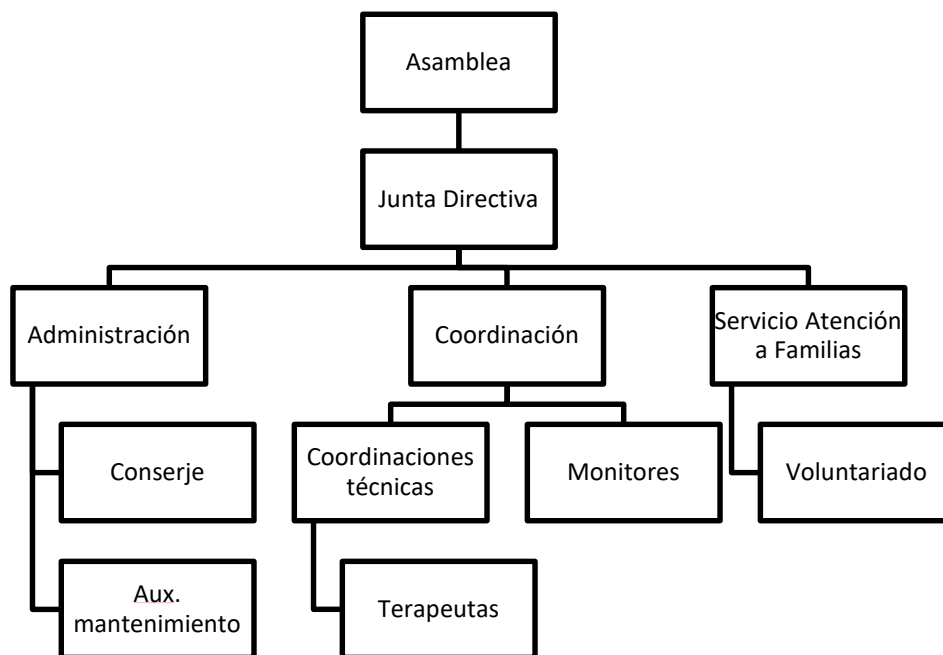 Asamblea
Junta Directiva
Administración
Coordinación
Servicio Atención
a Familias
Conserje
Coordinaciones
técnicas
Monitores
Voluntariado
Aux.
mantenimiento
Terapeutas